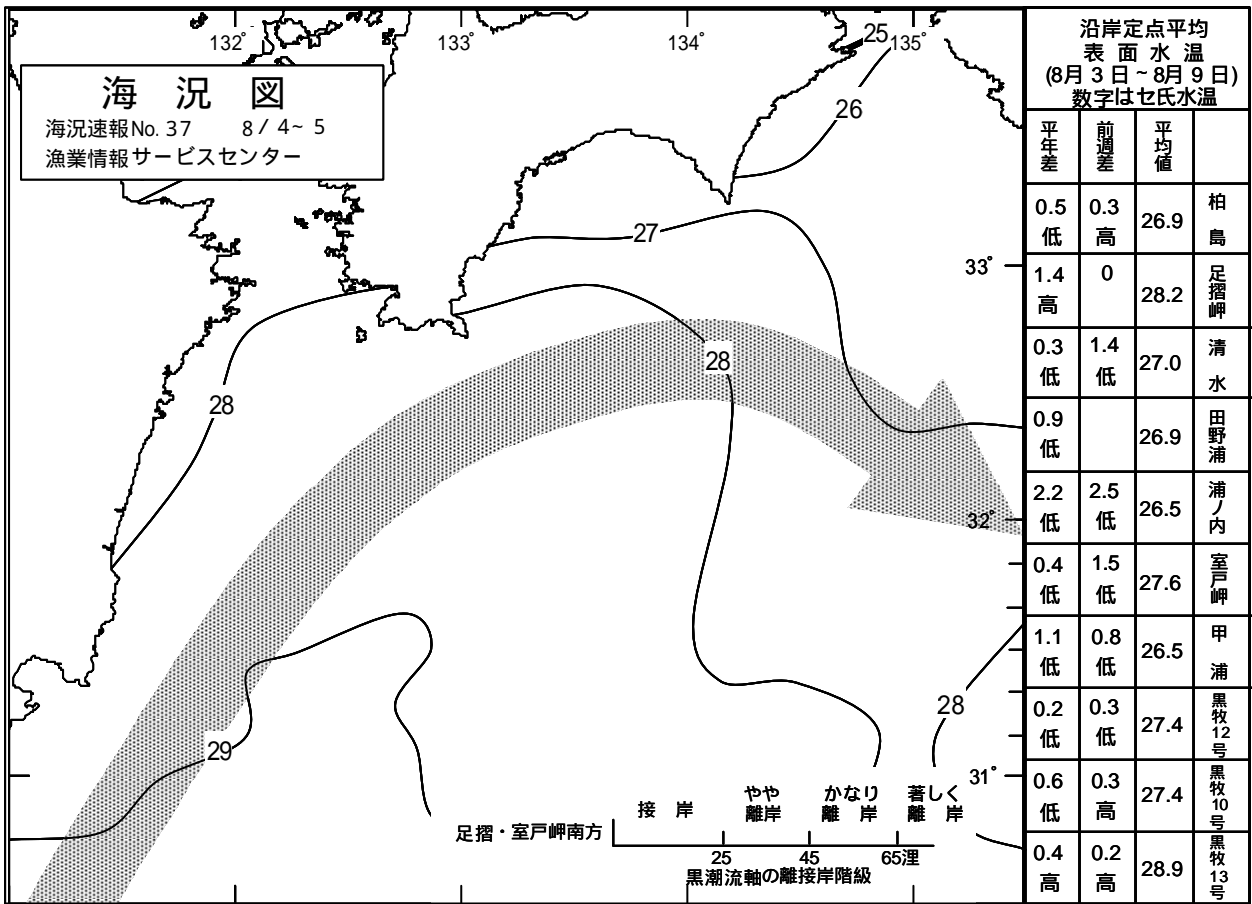 132° 133° 134° 25 135°
海 況 図
海況速報No. 37 8/ 4~ 5
漁業情報サービスセンター
26
27
33°
28
28
32°
28
29
31°
接 岸 やや離岸 かなり離 岸 著しく離 岸
足摺・室戸岬南方
25 45 65浬
黒潮流軸の離接岸階級
沿岸定点平均
表 面 水 温
(8月 3 日~8月 9 日)
数字はセ氏水温
平年差 前週差 平均値
0.5低 0.3高 26.9 柏島
1.4高 0 28.2 足摺岬
0.3低 1.4低 27.0 清水
0.9低 26.9 田野浦
2.2低 2.5低 26.5 浦ノ内
0.4低 1.5低 27.6 室戸岬
1.1低 0.8低 26.5 甲浦
0.2低 0.3低 27.4 黒牧12号
0.6低 0.3高 27.4 黒牧10号
0.4高 0.2高 28.9 黒牧13号